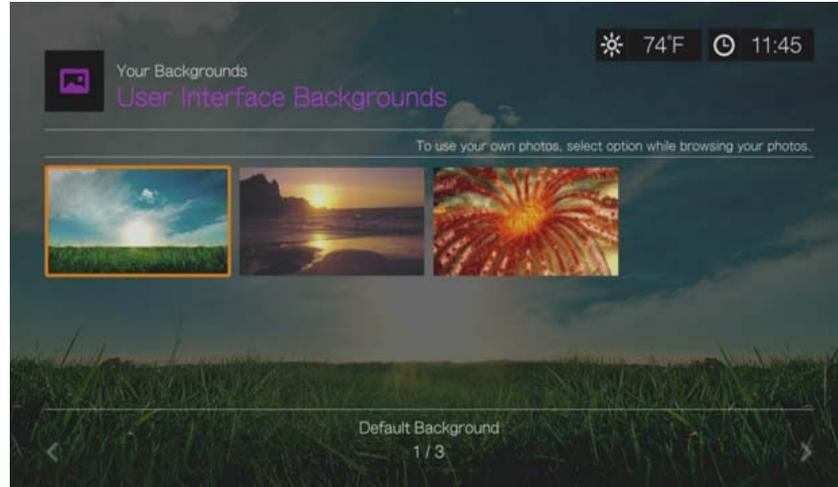 74°F 11:45
Your Backgrounds
User Interface Backgrounds
To use your own photos, select option while browsing your photos.
Default Background
1 / 3